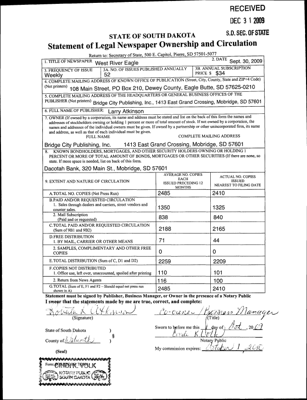 RECEIVED
DEC 31 2009
S.D. SEC. OF STATE
STATE OF SOUTH DAKOTA
Statement of Legal Newspaper Ownership and Circulation
Return to: Secretary of State, 500 E. Capitol, Pierre, SD 57501-5077
1. TITLE OF NEWSPAPER West River Eagle 2. DATE Sept. 30, 2009
3. FREQUENCY OF ISSUE Weekly 3A. NO. OF ISSUES PUBLISHED ANNUALLY 52 3B. ANNUAL SUBSCRIPTION PRICE $ $34
4. COMPLETE MAILING ADDRESS OF KNOWN OFFICE OF PUBLICATION (Street, City, County, State and ZIP+4 Code)
(Not printers) 108 Main Street, PO Box 210, Dewey County, Eagle Butte, SD 57625-0210
5. COMPLETE MAILING ADDRESS OF THE HEADQUARTERS OR GENERAL BUSINESS OFFICE OF THE
PUBLISHER (Not printers) Bridge City Publishing, Inc., 1413 East Grand Crossing, Mobridge, SD 57601
6. FULL NAME OF PUBLISHER: Larry Atkinson
7. OWNER (If owned by a corporation, its name and address must be stated and list on the back of this form the names and
addresses of stockholders owning or holding 1 percent or more of total amount of stock. If not owned by a corporation, the
names and addresses of the individual owners must be given. If owned by a partnership or other unincorporated firm, its name
and address, as well as that of each individual must be given.
FULL NAME COMPLETE MAILING ADDRESS
Bridge City Publishing, Inc. 1413 East Grand Crossing, Mobridge, SD 57601
8. KNOWN BONDHOLDERS, MORTGAGEES, AND OTHER SECURITY HOLDERS OWNING OR HOLDING 1
PERCENT OR MORE OF TOTAL AMOUNT OF BONDS, MORTGAGES OR OTHER SECURITIES (If there are none, so
state. If more space is needed, list on back of this form.
Dacotah Bank, 320 Main St., Mobridge, SD 57601
9. EXTENT AND NATURE OF CIRCULATION AVERAGE NO. COPIES EACH ISSUE PRECEDING 12 MONTHS ACTUAL NO. COPIES ISSUED NEAREST TO FILING DATE
A. TOTAL NO. COPIES (Net Press Run) 2485 2410
B. PAID AND/OR REQUESTED CIRCULATION
1. Sales through dealers and carriers, street vendors and counter sales. 1350 1325
2. Mail Subscription (Paid and/or requested) 838 840
C. TOTAL PAID AND/OR REQUESTED CIRCULATION (Sum of 9B1 and 9B2) 2188 2165
D. FREE DISTRIBUTION
1. BY MAIL, CARRIER OR OTHER MEANS 71 44
2. SAMPLES, COMPLIMENTARY AND OTHER FREE COPIES 0 0
E. TOTAL DISTRIBUTION (Sum of C, D1 and D2) 2259 2209
F. COPIES NOT DISTRIBUTED
1. Office use, left over, unaccounted, spoiled after printing 110 101
2. Return from News Agents 116 100
G. TOTAL (Sum of E, F1 and F2 - Should equal net press run shown in A) 2485 2410
Statement must be signed by Publisher, Business Manager, or Owner in the presence of a Notary Public
I swear that the statements made by me are true, correct, and complete:
(Signature) (Title)
State of South Dakota )
County of Walworth ) §
(Seal)
Sworn to before me this day of Oct
Notary Public
My commission expires:
CINDI R. VOLK
NOTARY PUBLIC
SOUTH DAKOTA